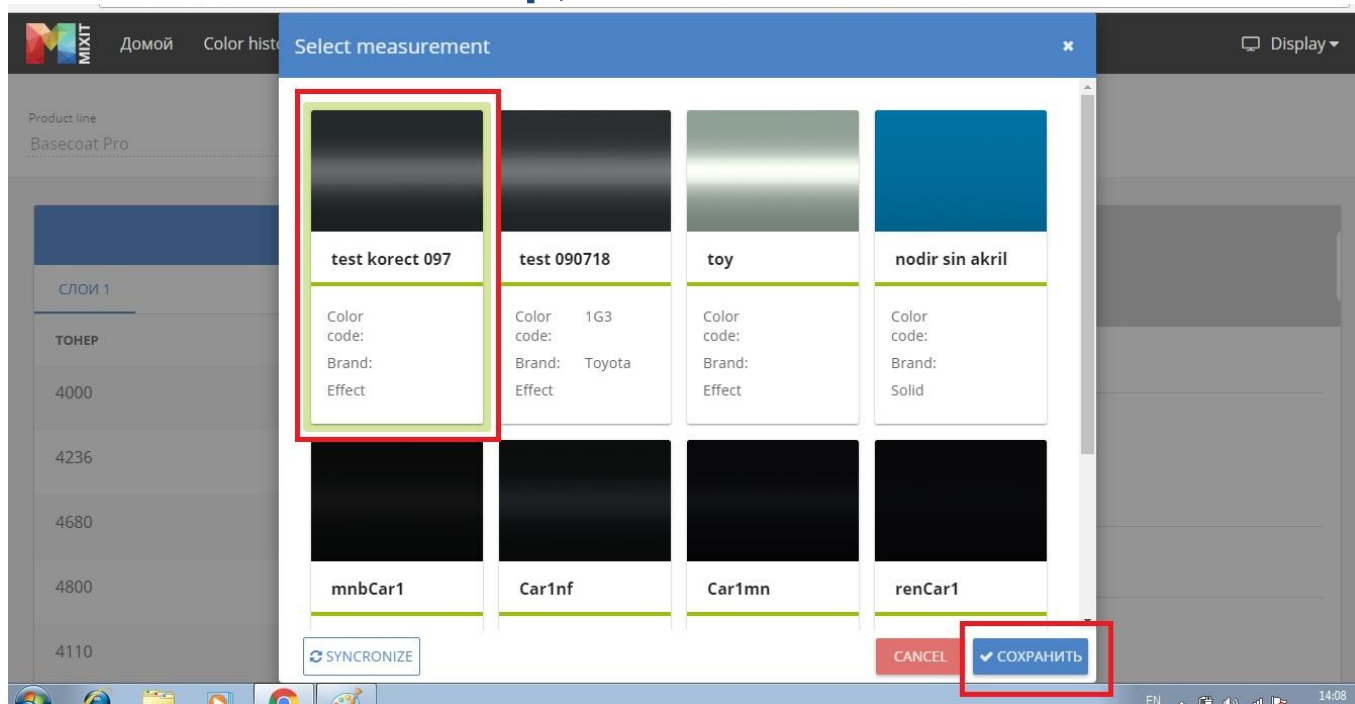 MIXIT
Домой
Color hist
Select measurement
Display
Product line
Basecoat Pro
СЛОИ 1
ТОНЕР
4000
4236
4680
4800
4110
test korect 097
Color code:
Brand:
Effect
test 090718
Color code: 1G3
Brand: Toyota
Effect
toy
Color code:
Brand:
Effect
nodir sin akril
Color code:
Brand:
Solid
mnbCar1
Car1nf
Car1mn
renCar1
SYNCRONIZE
CANCEL
СОХРАНИТЬ
EN
14:08